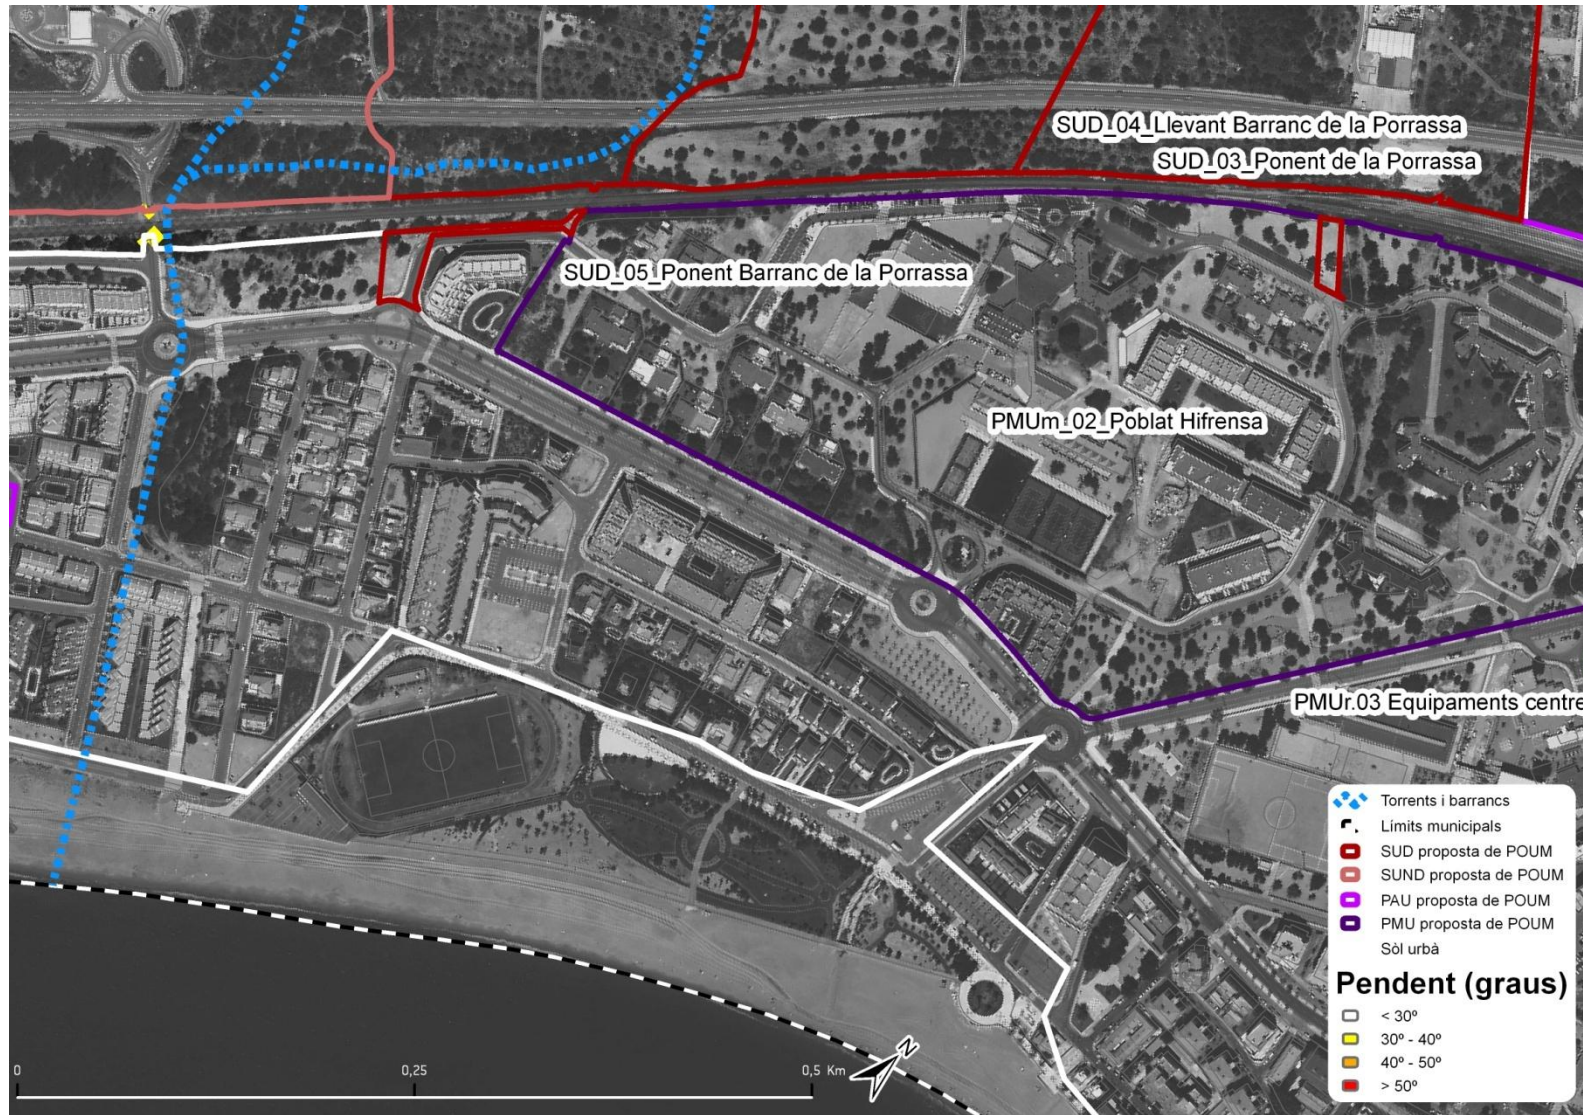 SUD_04_Llevant Barranc de la Porrassa
SUD_03_Ponent de la Porrassa
SUD_05_Ponent Barranc de la Porrassa
PMUm_02_Poblat Hifrensa
PMUr.03 Equipaments centre
Torrents i barrancs
Límits municipals
SUD proposta de POUM
SUND proposta de POUM
PAU proposta de POUM
PMU proposta de POUM
Sòl urbà
Pendent (graus)
< 30º
30º - 40º
40º - 50º
> 50º
0 0,25 0,5 Km
N